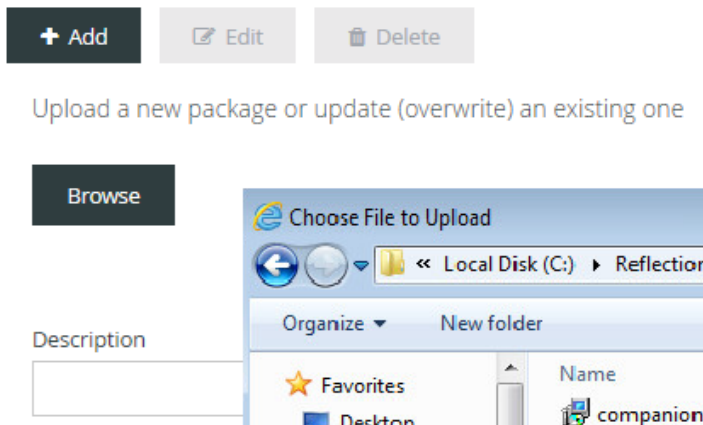 Add Edit Delete
Upload a new package or update (overwrite) an existing one
Browse
Choose File to Upload
« Local Disk (C:) Reflection
Organize New folder
Description
Name
Favorites
companion
Desktop